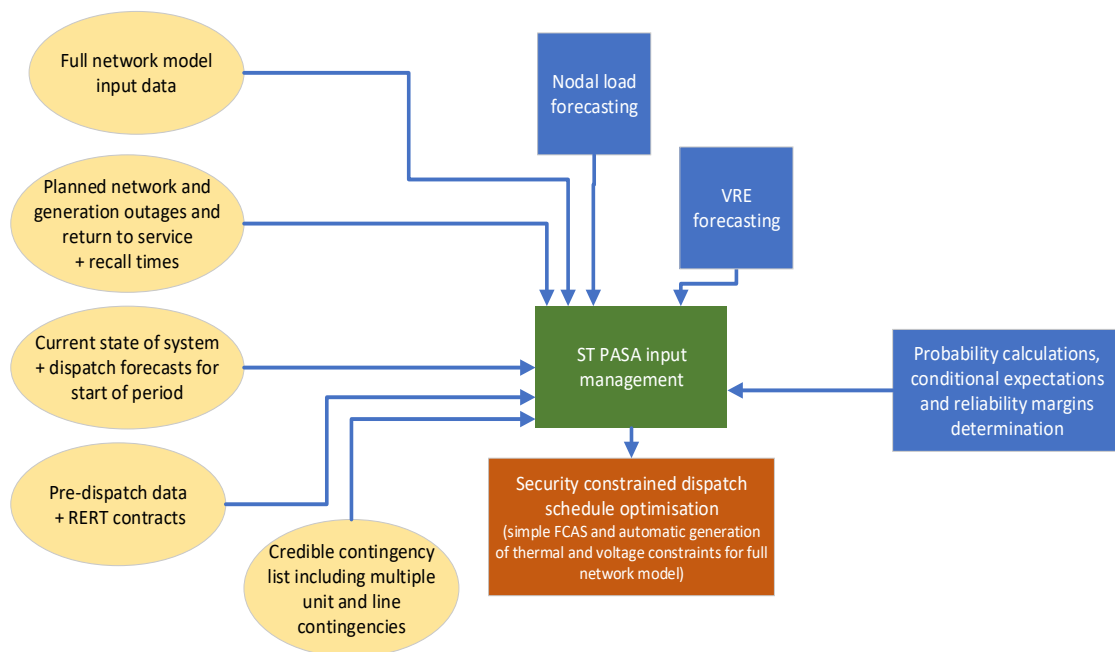 Full network model
input data
Nodal load
forecasting
VRE
forecasting
Planned network and
generation outages and
return to service
+ recall times
Current state of system
+ dispatch forecasts for
start of period
ST PASA input
management
Probability calculations,
conditional expectations
and reliability margins
determination
Pre-dispatch data
+ RERT contracts
Security constrained dispatch
schedule optimisation
(simple FCAS and automatic generation
of thermal and voltage constraints for full
network model)
Credible contingency
list including multiple
unit and line
contingencies